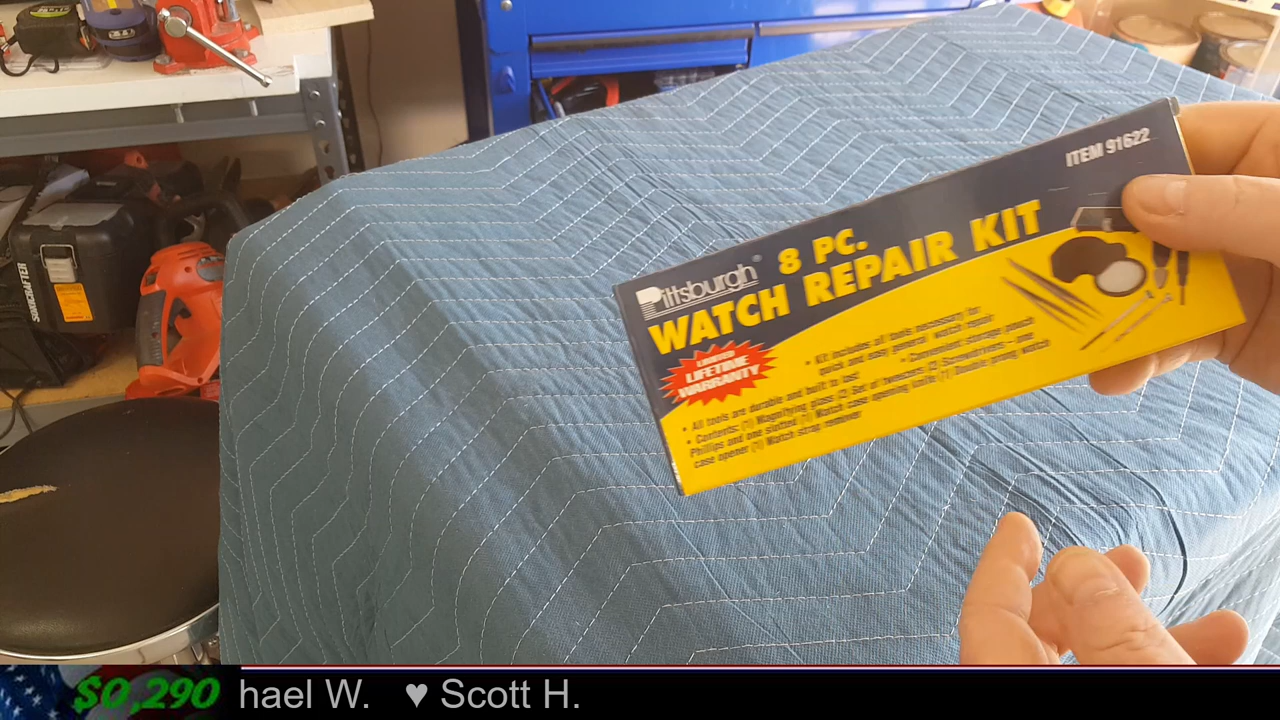 ITEM 91622
Pittsburgh® 8 PC.
WATCH REPAIR KIT
LIMITED
LIFETIME
WARRANTY
• Kit includes all tools necessary for
quick and easy general watch repair
• All tools are durable and built to last
• Convenient storage pouch
• Contents: (1) Magnifying glass (2) Set of tweezers (2) Screwdrivers - one
Phillips and one slotted (1) Watch case opening knife (1) Double prong watch
case opener (1) Watch strap remover
$0,290 hael W. ♥ Scott H.